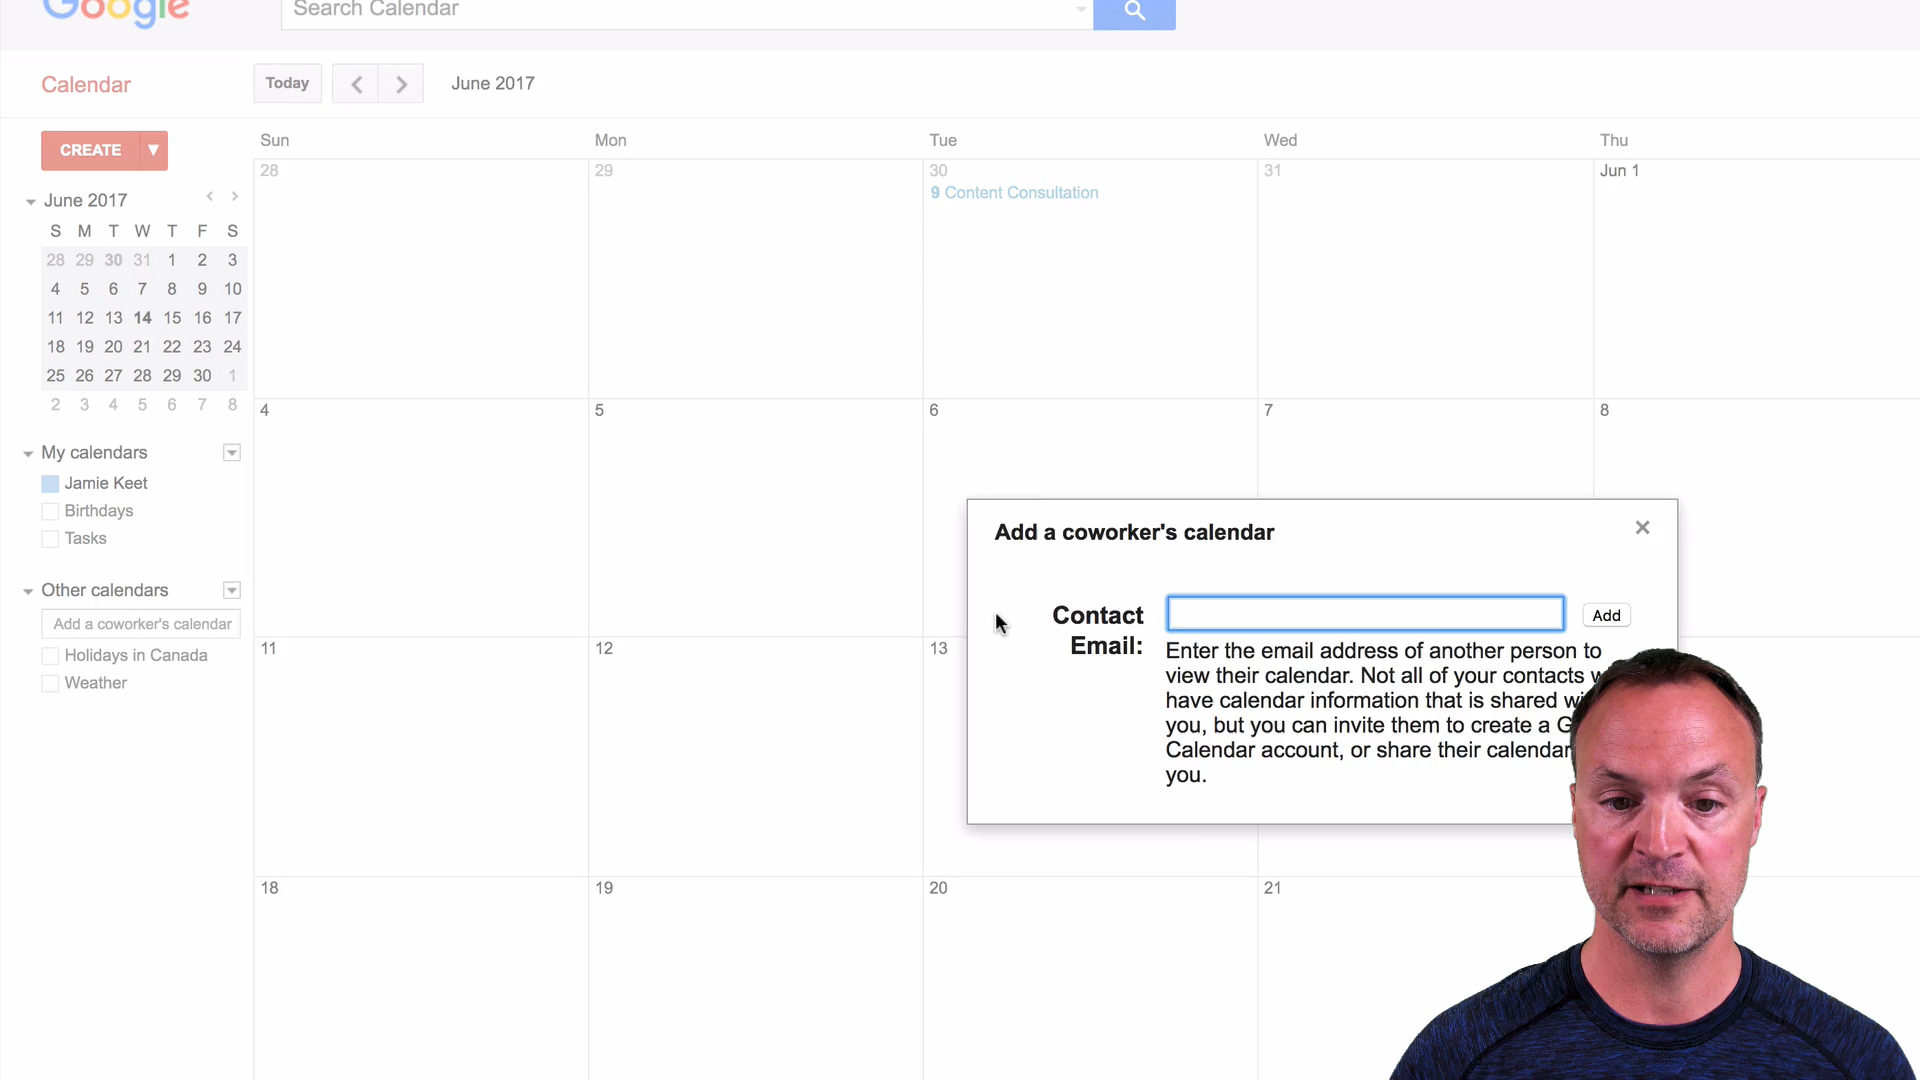 Google
Search Calendar
Calendar
Today
June 2017
CREATE
June 2017
S M T W T F S
28 29 30 31 1 2 3
4 5 6 7 8 9 10
11 12 13 14 15 16 17
18 19 20 21 22 23 24
25 26 27 28 29 30 1
2 3 4 5 6 7 8
My calendars
Jamie Keet
Birthdays
Tasks
Other calendars
Add a coworker's calendar
Holidays in Canada
Weather
Sun Mon Tue Wed Thu
28 29 30 31 Jun 1
9 Content Consultation
4 5 6 7 8
11 12 13
18 19 20 21
Add a coworker's calendar
Contact
Email:
Add
Enter the email address of another person to
view their calendar. Not all of your contacts
have calendar information that is shared
you, but you can invite them to create a
Calendar account, or share their calendar
you.